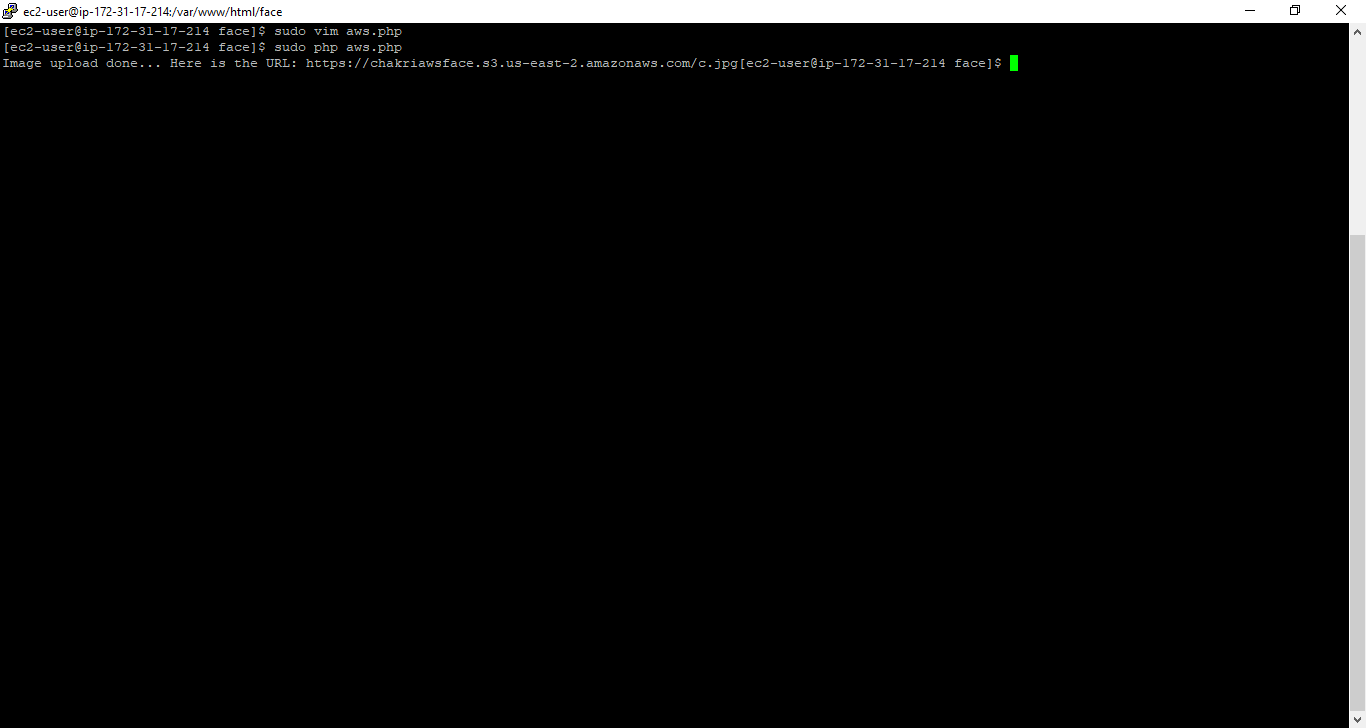 ec2-user@ip-172-31-17-214:/var/www/html/face
[ec2-user@ip-172-31-17-214 face]$ sudo vim aws.php
[ec2-user@ip-172-31-17-214 face]$ sudo php aws.php
Image upload done... Here is the URL: https://chakriawsface.s3.us-east-2.amazonaws.com/c.jpg[ec2-user@ip-172-31-17-214 face]$